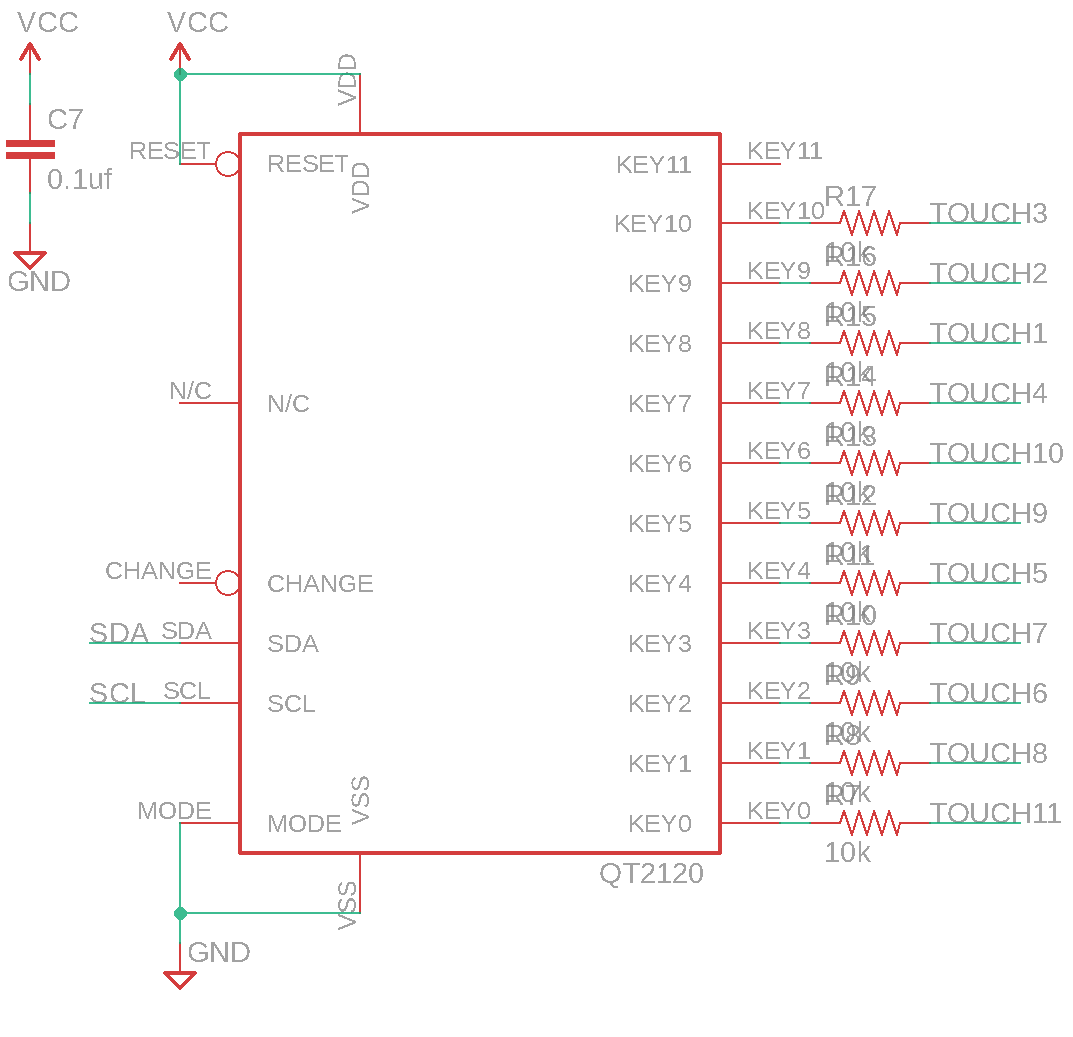 VCC
VCC
C7
0.1uf
GND
VDD
RESET
RESET
VDD
KEY11
KEY11
KEY10
KEY10
R17
10k
TOUCH3
KEY9
KEY9
R16
10k
TOUCH2
KEY8
KEY8
R15
10k
TOUCH1
N/C
N/C
KEY7
KEY7
R14
10k
TOUCH4
KEY6
KEY6
R13
10k
TOUCH10
KEY5
KEY5
R12
10k
TOUCH9
CHANGE
CHANGE
KEY4
KEY4
R11
10k
TOUCH5
SDA
SDA
SDA
KEY3
KEY3
R10
10k
TOUCH7
SCL
SCL
SCL
KEY2
KEY2
R9
10k
TOUCH6
KEY1
KEY1
R8
10k
TOUCH8
MODE
MODE
VSS
KEY0
KEY0
R7
10k
TOUCH11
QT2120
VSS
GND